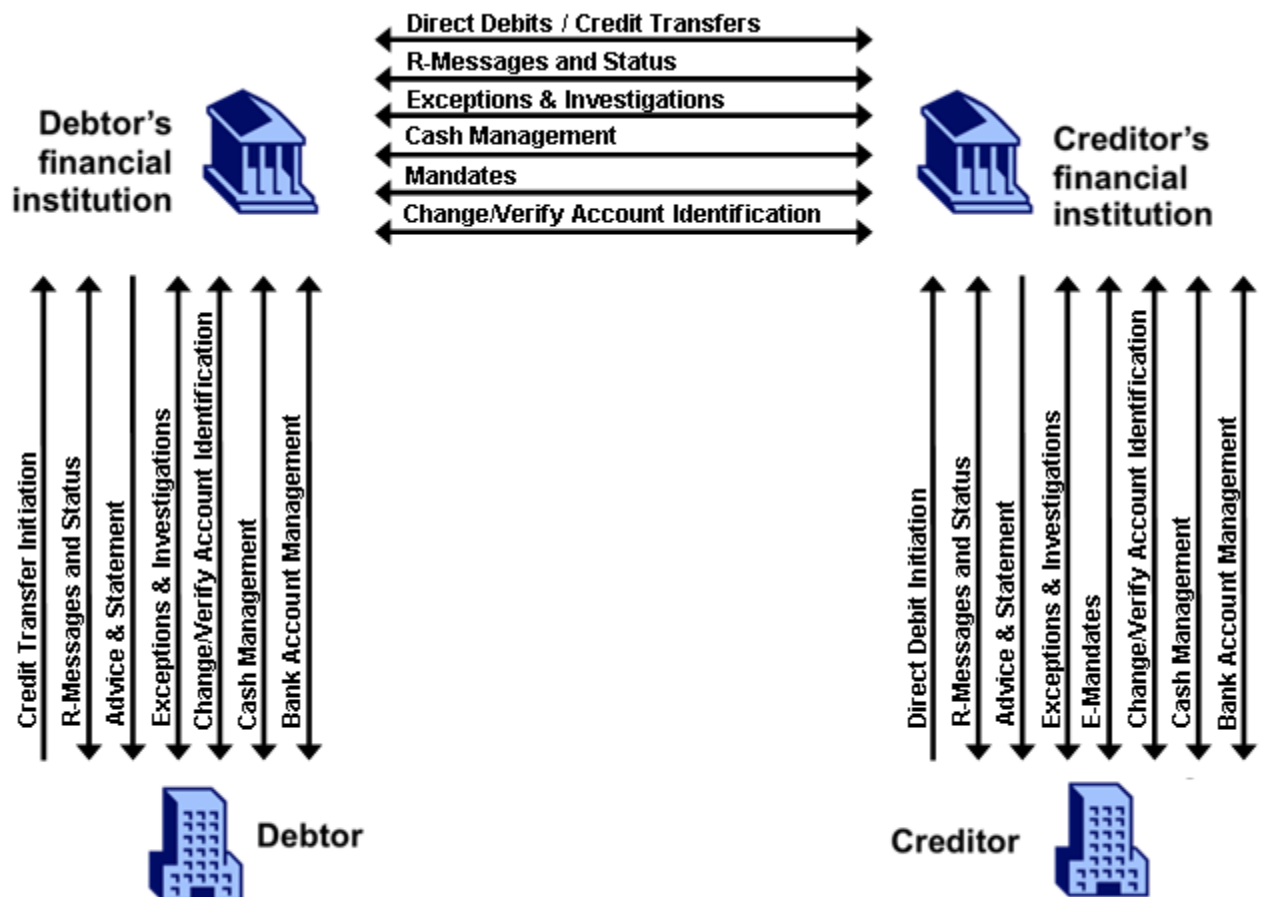 Direct Debits / Credit Transfers
R-Messages and Status
Exceptions & Investigations
Cash Management
Mandates
Change/Verify Account Identification
Debtor's
financial
institution
Creditor's
financial
institution
Credit Transfer Initiation
R-Messages and Status
Advice & Statement
Exceptions & Investigations
Change/Verify Account Identification
Cash Management
Bank Account Management
Direct Debit Initiation
R-Messages and Status
Advice & Statement
Exceptions & Investigations
E-Mandates
Change/Verify Account Identification
Cash Management
Bank Account Management
Debtor
Creditor